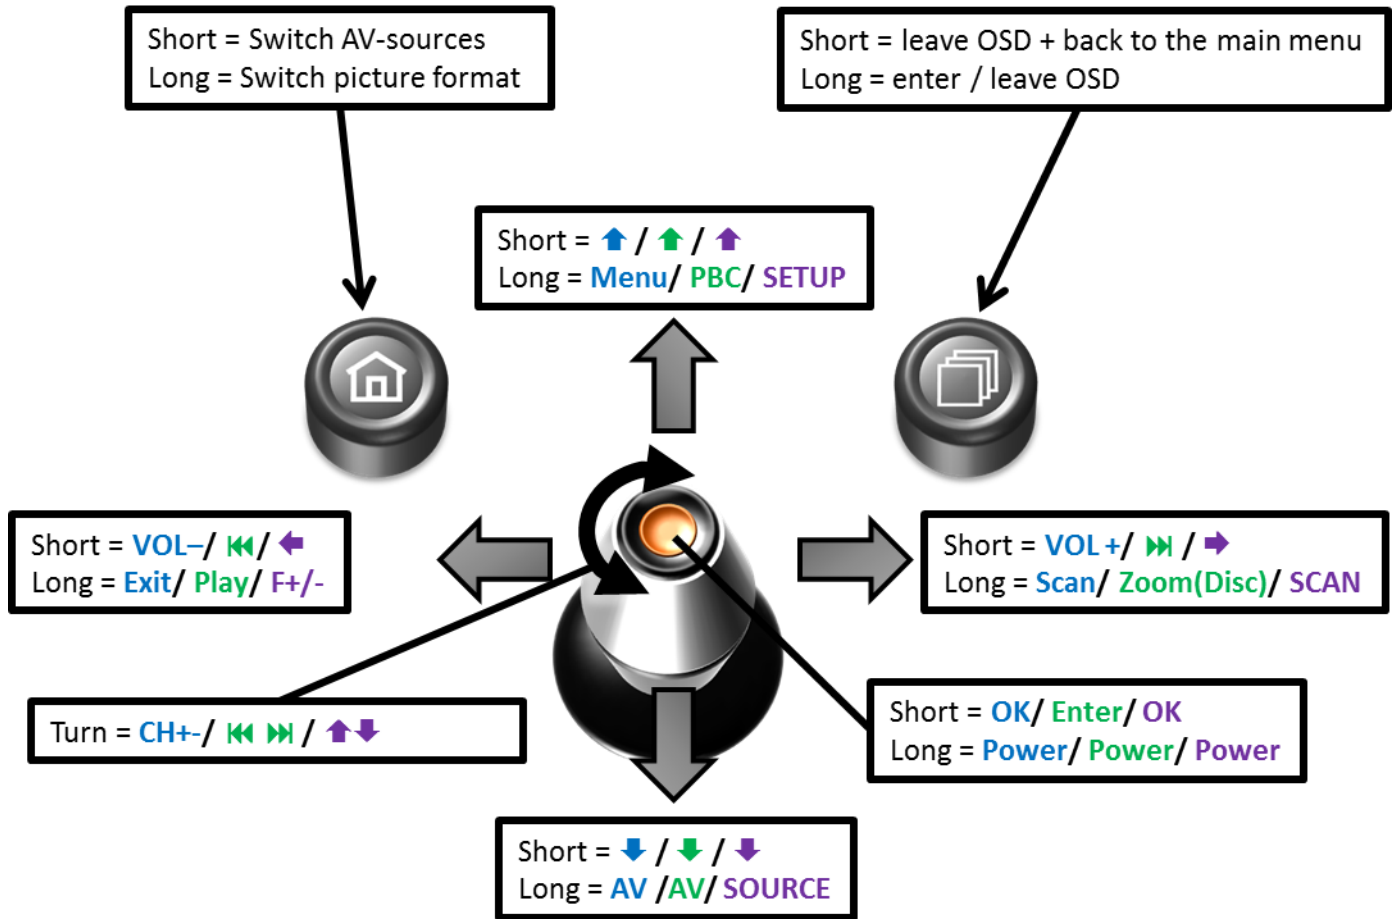 Short = Switch AV-sources
Long = Switch picture format
Short = leave OSD + back to the main menu
Long = enter / leave OSD
Short = ⬆ / ⬆ / ⬆
Long = Menu/ PBC/ SETUP
Short = VOL–/ ⏮/ ⬅
Long = Exit/ Play/ F+/-
Short = VOL +/ ⏭ / ➡
Long = Scan/ Zoom(Disc)/ SCAN
Turn = CH+-/ ⏮ ⏭ / ⬆⬇
Short = OK/ Enter/ OK
Long = Power/ Power/ Power
Short = ⬇ / ⬇ / ⬇
Long = AV /AV/ SOURCE